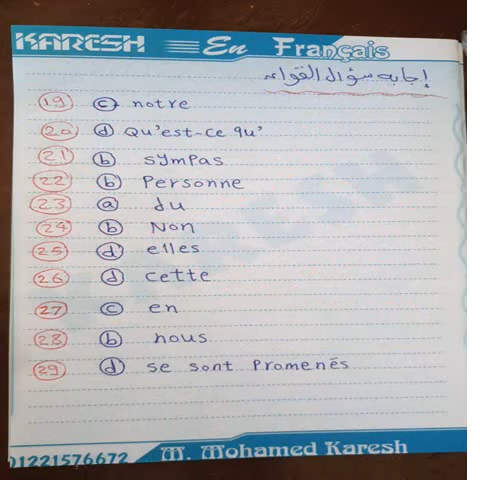 KARESH En Français
إجابة سؤال القواعد
19 c notre
20 d Qu'est-ce qu'
21 b sympas
22 b Personne
23 a du
24 b Non
25 d elles
26 d cette
27 c en
28 b nous
29 d se sont Promenés
01221576672 M. Mohamed Karesh